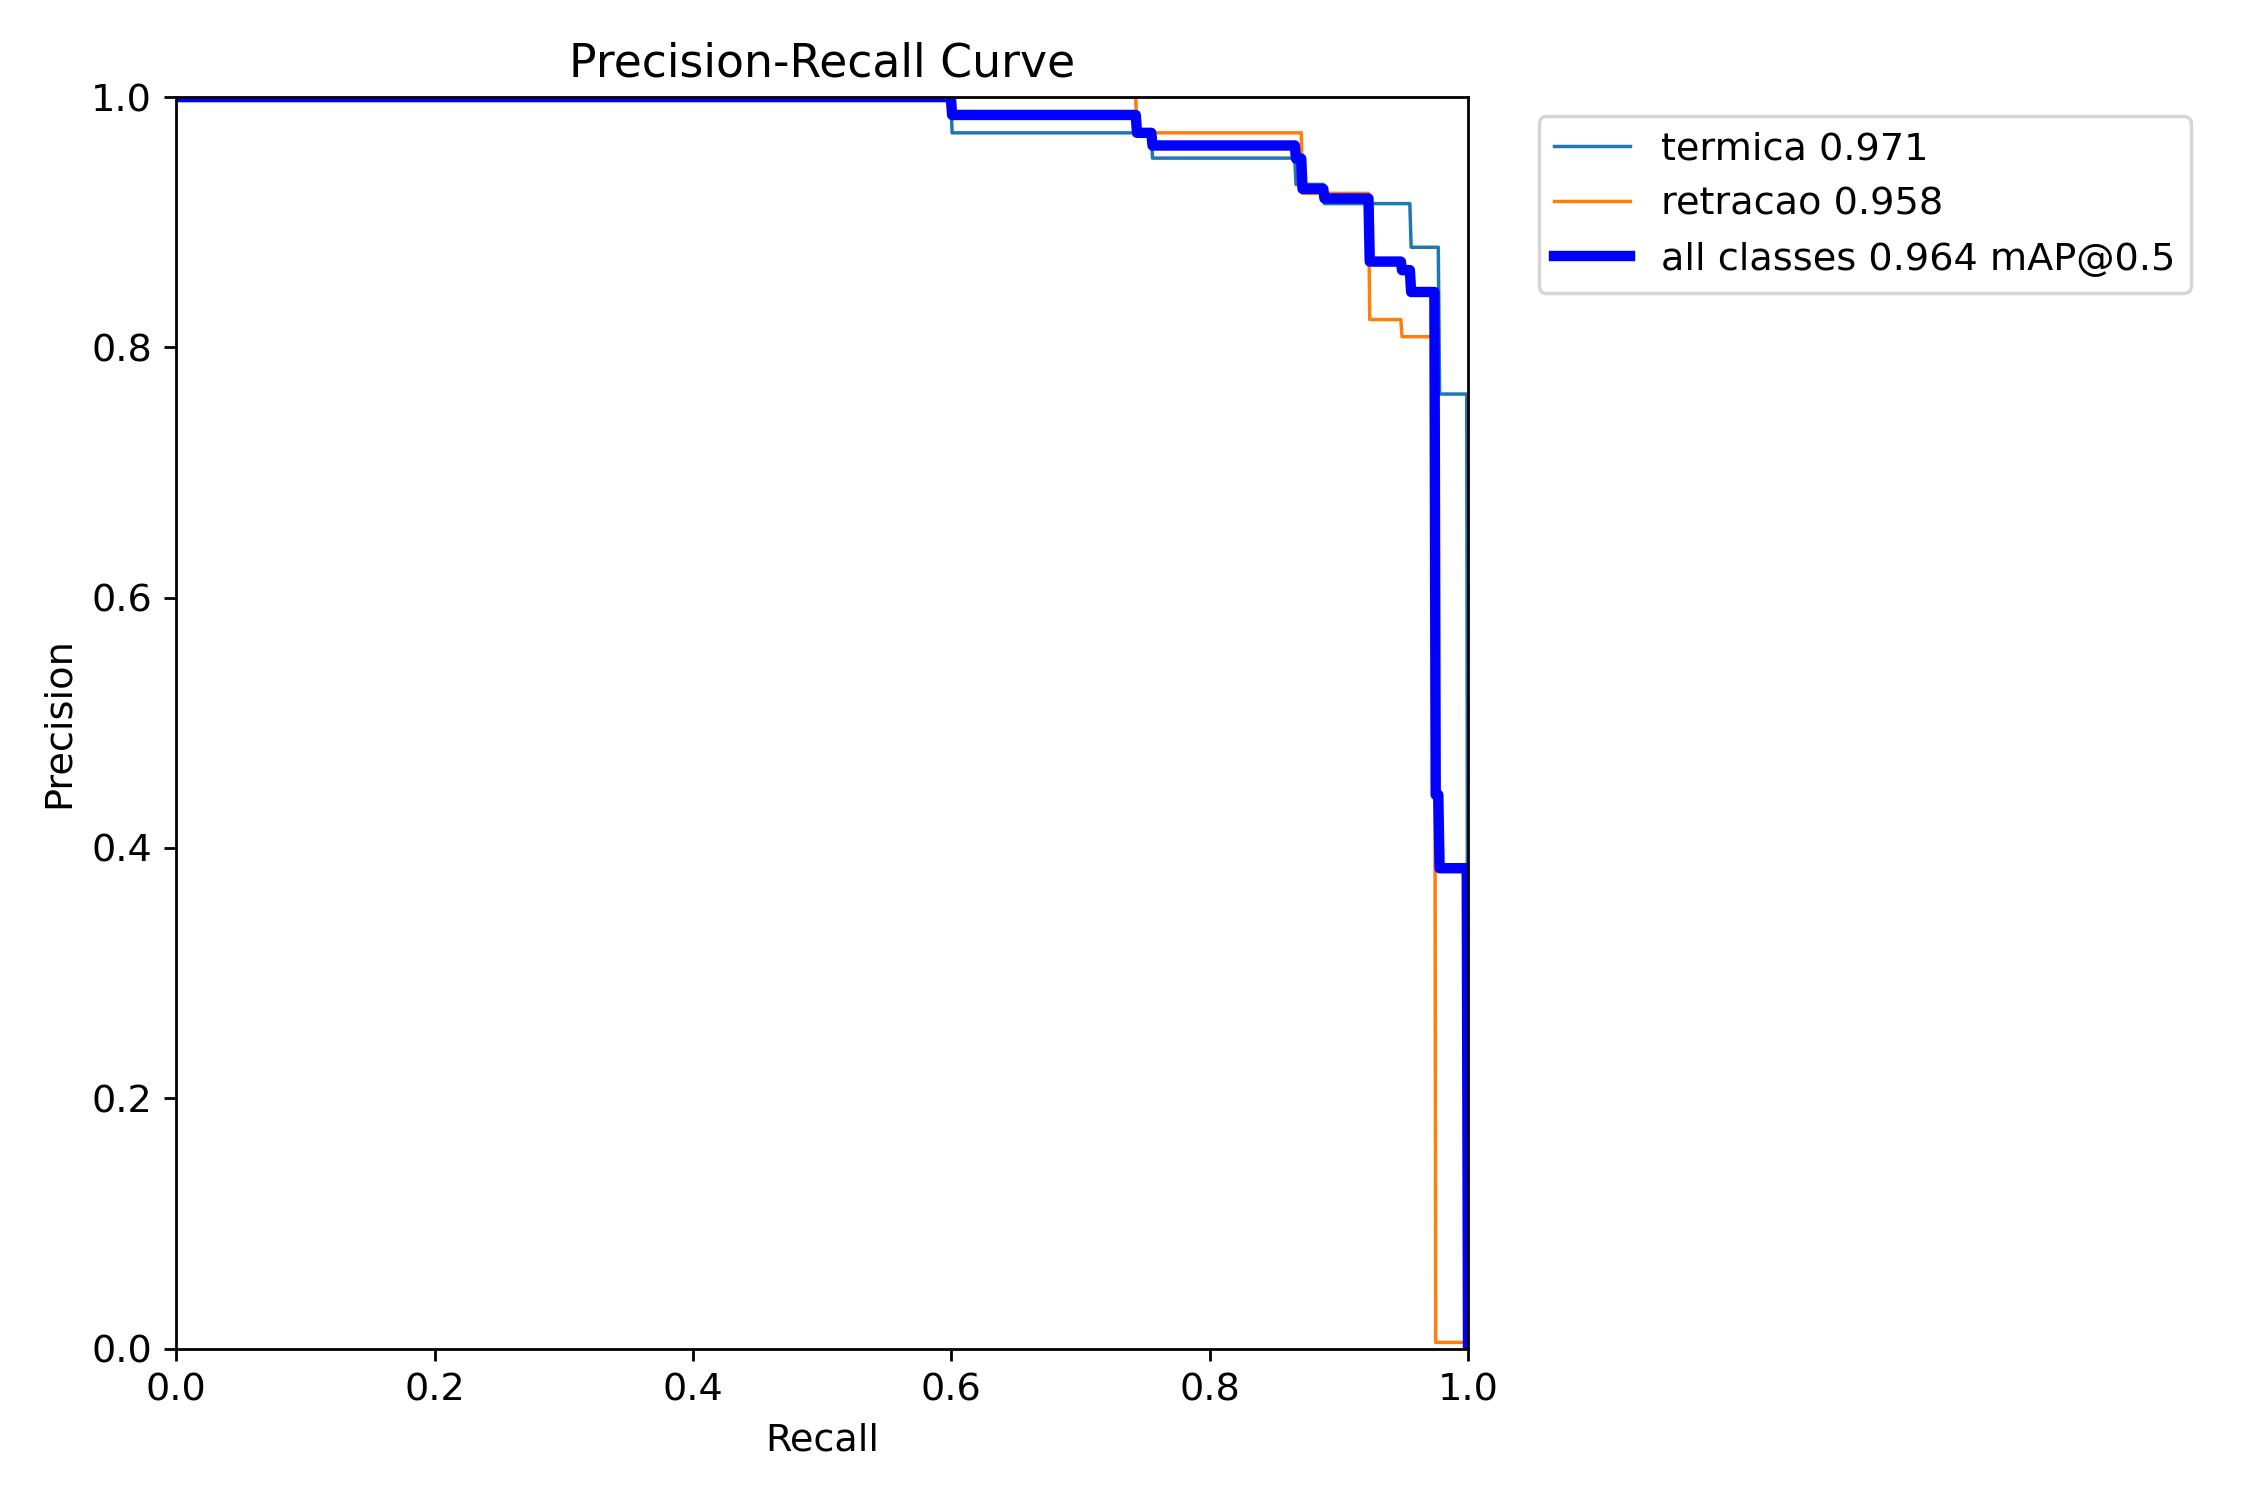 Precision-Recall Curve
1.0
0.8
0.6
0.4
0.2
0.0
Precision
0.0 0.2 0.4 0.6 0.8 1.0
Recall
termica 0.971
retracao 0.958
all classes 0.964 mAP@0.5